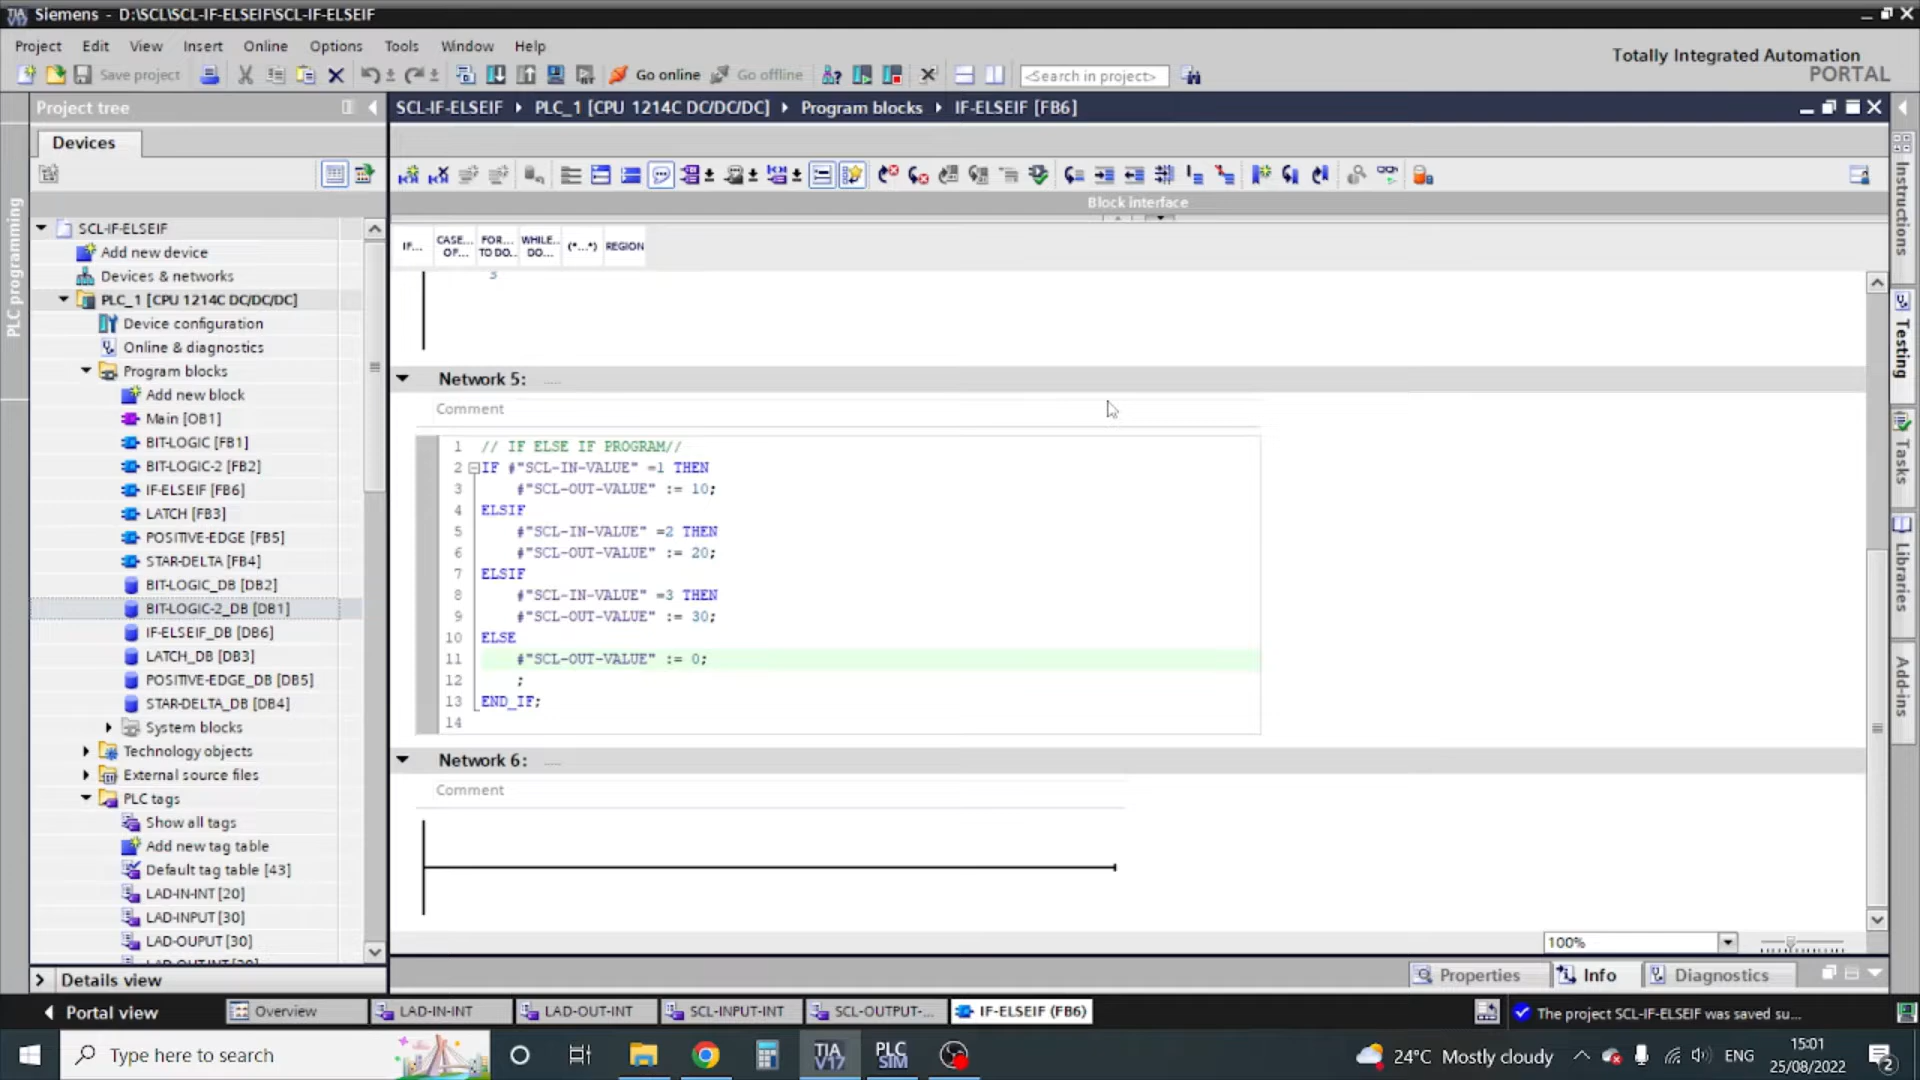 Siemens - D:\SCL\SCL-IF-ELSEIF\SCL-IF-ELSEIF
Project Edit View Insert Online Options Tools Window Help
Totally Integrated Automation
PORTAL
Save project
Go online
Go offline
<Search in project>
Project tree
SCL-IF-ELSEIF PLC_1 [CPU 1214C DC/DC/DC] Program blocks IF-ELSEIF [FB6]
Devices
Block interface
IF...
CASE... OF...
FOR... TO DO...
WHILE.. DO...
(*...*)
REGION
PLC programming
SCL-IF-ELSEIF
Add new device
Devices & networks
PLC_1 [CPU 1214C DC/DC/DC]
Device configuration
Online & diagnostics
Program blocks
Add new block
Main [OB1]
BIT-LOGIC [FB1]
BIT-LOGIC-2 [FB2]
IF-ELSEIF [FB6]
LATCH [FB3]
POSITIVE-EDGE [FB5]
STAR-DELTA [FB4]
BIT-LOGIC_DB [DB2]
BIT-LOGIC-2_DB [DB1]
IF-ELSEIF_DB [DB6]
LATCH_DB [DB3]
POSITIVE-EDGE_DB [DB5]
STAR-DELTA_DB [DB4]
System blocks
Technology objects
External source files
PLC tags
Show all tags
Add new tag table
Default tag table [43]
LAD-IN-INT [20]
LAD-INPUT [30]
LAD-OUPUT [30]
Details view
Network 5: .....
Comment
1 // IF ELSE IF PROGRAM//
2 IF #"SCL-IN-VALUE" =1 THEN
3 #"SCL-OUT-VALUE" := 10;
4 ELSIF
5 #"SCL-IN-VALUE" =2 THEN
6 #"SCL-OUT-VALUE" := 20;
7 ELSIF
8 #"SCL-IN-VALUE" =3 THEN
9 #"SCL-OUT-VALUE" := 30;
10 ELSE
11 #"SCL-OUT-VALUE" := 0;
12 ;
13 END_IF;
14
Network 6: .....
Comment
100%
Instructions
Testing
Tasks
Libraries
Add-ins
Properties
Info
Diagnostics
Portal view
Overview
LAD-IN-INT
LAD-OUT-INT
SCL-INPUT-INT
SCL-OUTPUT-...
IF-ELSEIF (FB6)
The project SCL-IF-ELSEIF was saved su...
Type here to search
TIA V17
PLC SIM
24°C Mostly cloudy
ENG
15:01
25/08/2022
2